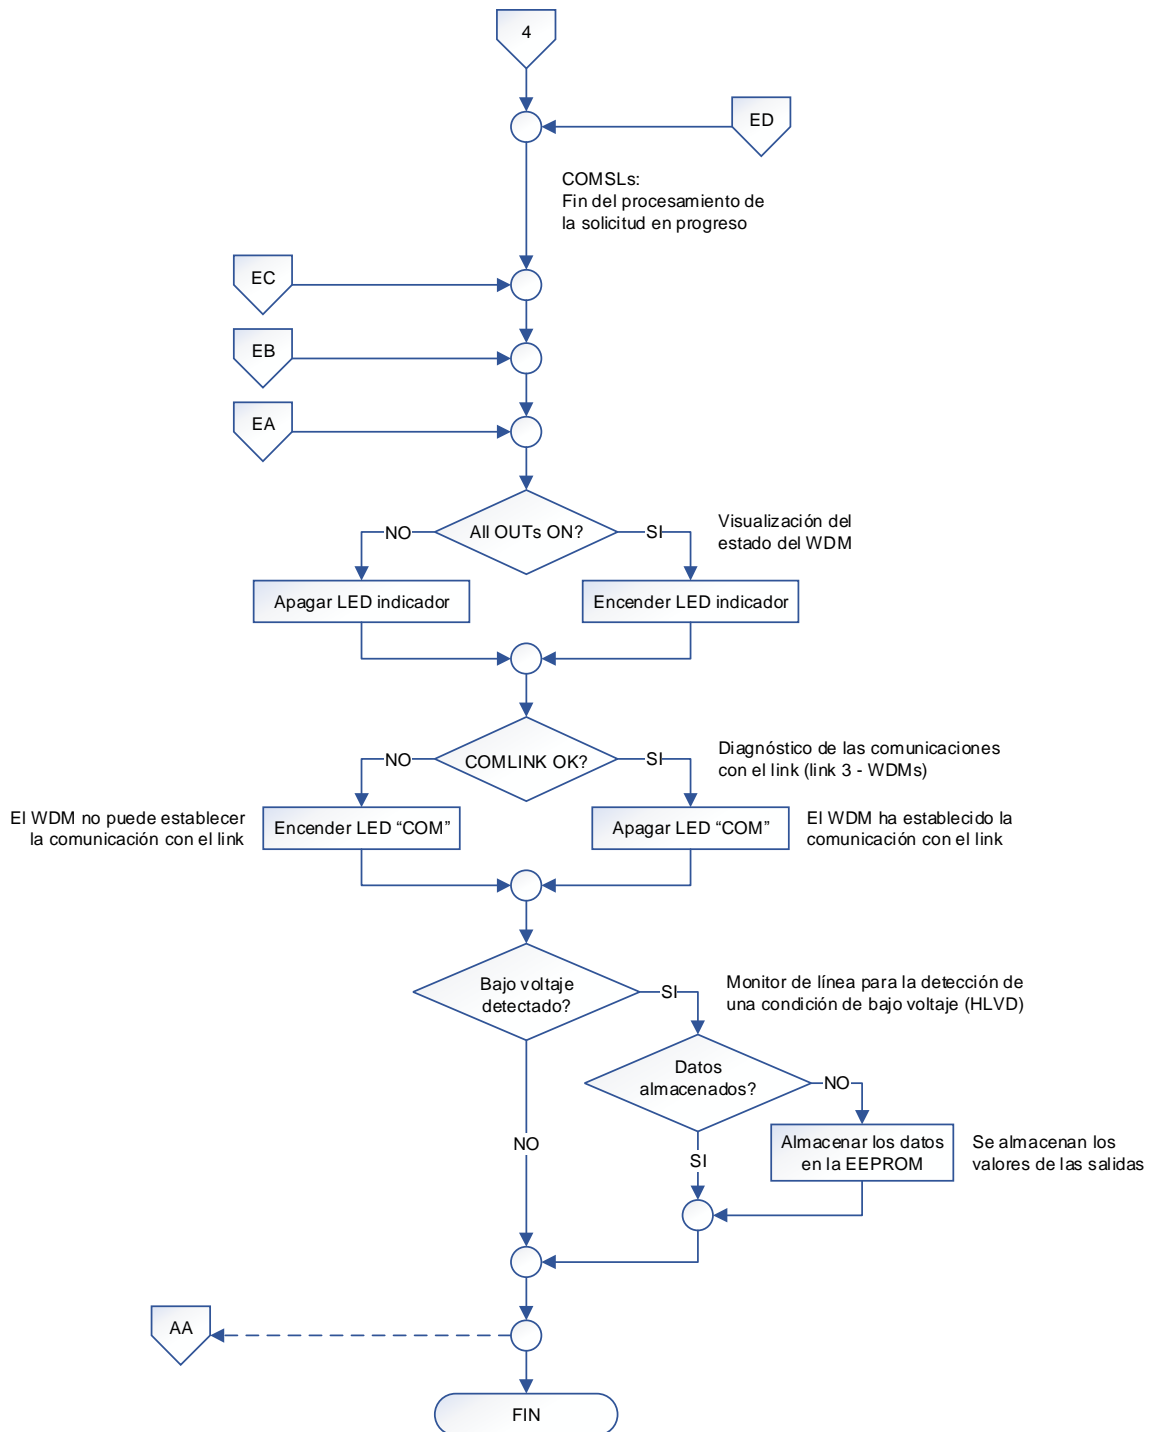 4
ED
COMSLs:
Fin del procesamiento de
la solicitud en progreso
EC
EB
EA
All OUTs ON?
NO
SI
Visualización del
estado del WDM
Apagar LED indicador
Encender LED indicador
COMLINK OK?
NO
SI
Diagnóstico de las comunicaciones
con el link (link 3 - WDMs)
El WDM no puede establecer
la comunicación con el link
Encender LED “COM”
Apagar LED “COM”
El WDM ha establecido la
comunicación con el link
Bajo voltaje
detectado?
SI
Monitor de línea para la detección de
una condición de bajo voltaje (HLVD)
Datos
almacenados?
NO
NO
SI
Almacenar los datos
en la EEPROM
Se almacenan los
valores de las salidas
AA
FIN